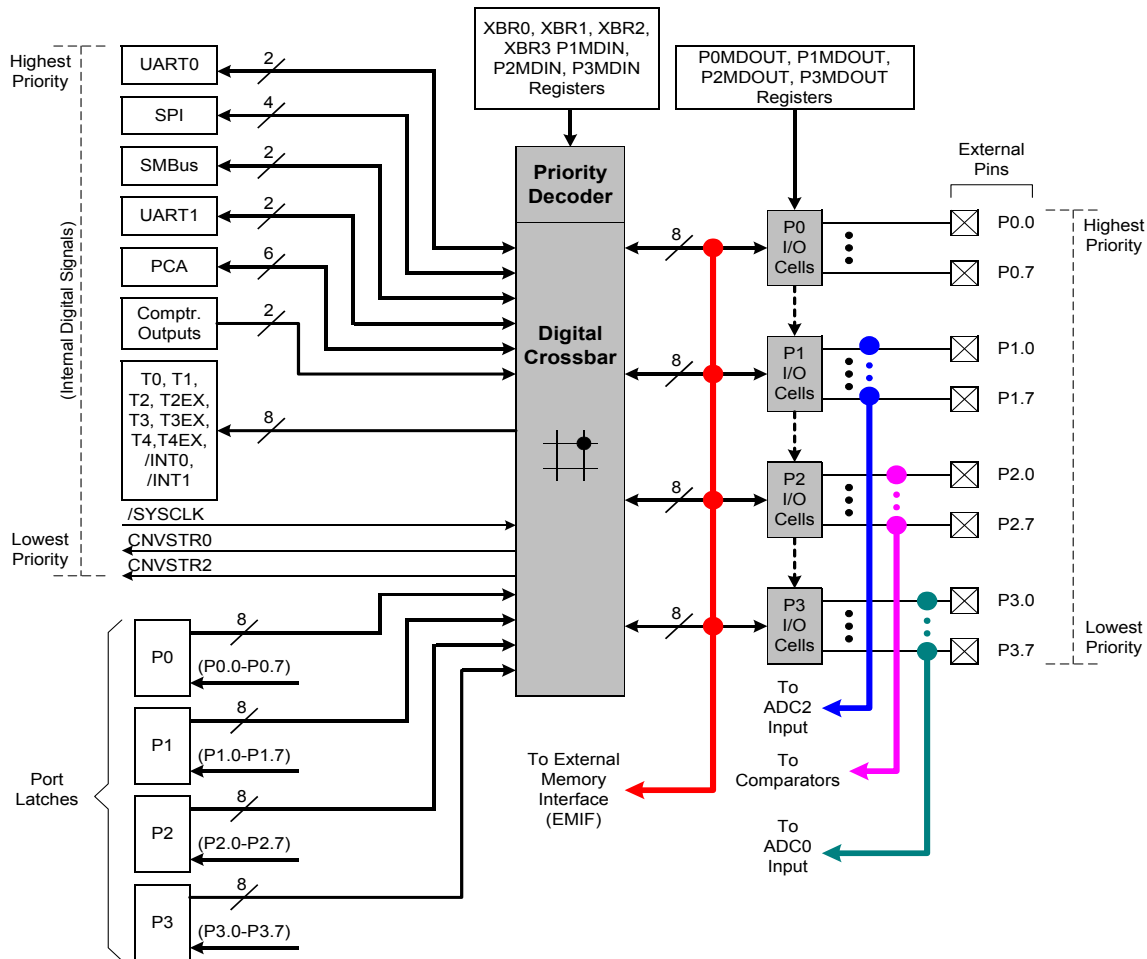 XBR0, XBR1, XBR2,
XBR3 P1MDIN,
P2MDIN, P3MDIN
Registers
P0MDOUT, P1MDOUT,
P2MDOUT, P3MDOUT
Registers
Highest
Priority
(Internal Digital Signals)
Lowest
Priority
UART0
2
SPI
4
SMBus
2
UART1
2
PCA
6
Comptr.
Outputs
2
T0, T1,
T2, T2EX,
T3, T3EX,
T4,T4EX,
/INT0,
/INT1
8
/SYSCLK
CNVSTR0
CNVSTR2
Priority
Decoder
Digital
Crossbar
8
8
8
8
P0
I/O
Cells
P1
I/O
Cells
P2
I/O
Cells
P3
I/O
Cells
External
Pins
P0.0
P0.7
P1.0
P1.7
P2.0
P2.7
P3.0
P3.7
Highest
Priority
Lowest
Priority
Port
Latches
P0
8
(P0.0-P0.7)
P1
8
(P1.0-P1.7)
P2
8
(P2.0-P2.7)
P3
8
(P3.0-P3.7)
To External
Memory
Interface
(EMIF)
To
ADC2
Input
To
Comparators
To
ADC0
Input